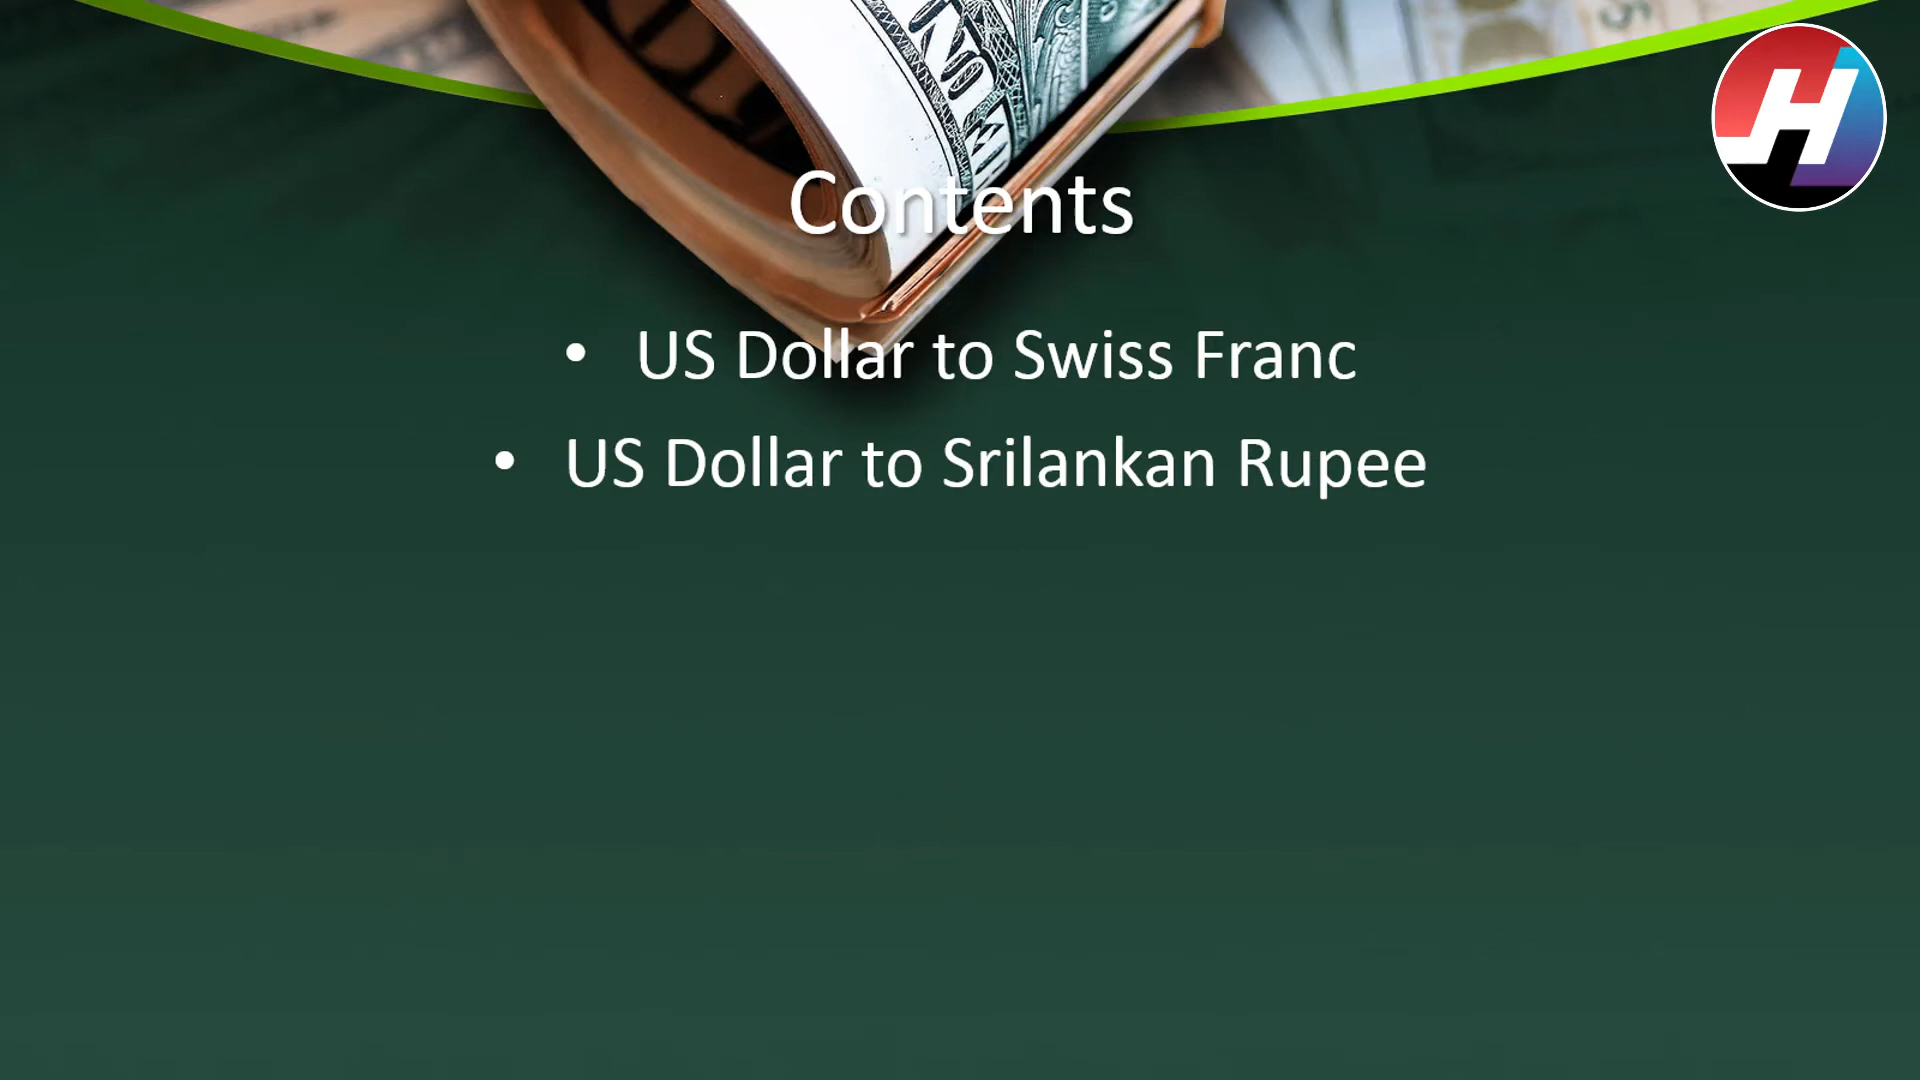 Contents
• US Dollar to Swiss Franc
• US Dollar to Srilankan Rupee